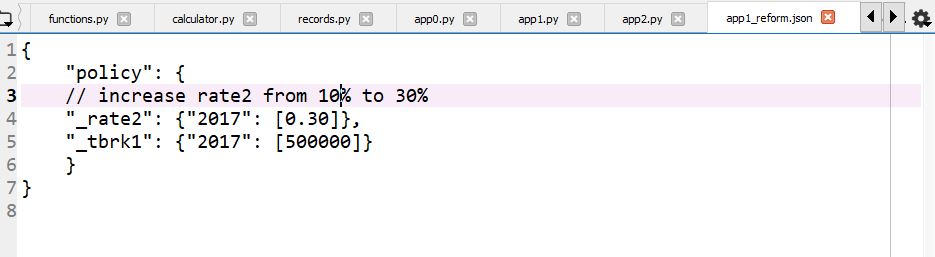 functions.py calculator.py records.py app0.py app1.py app2.py app1_reform.json
1 {
2     "policy": {
3     // increase rate2 from 10% to 30%
4     "_rate2": {"2017": [0.30]},
5     "_tbrk1": {"2017": [500000]}
6     }
7 }
8